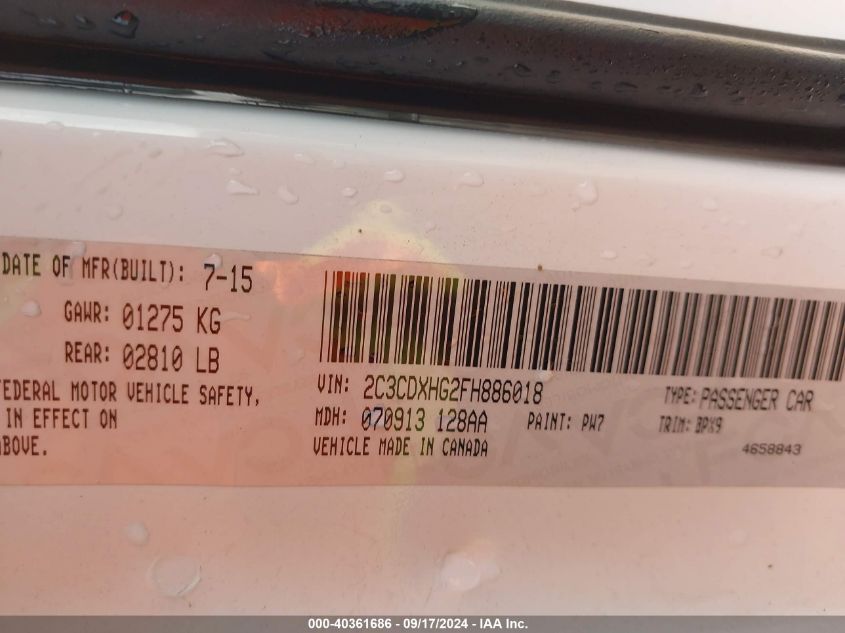 DATE OF MFR(BUILT): 7-15
GAWR: 01275 KG
REAR: 02810 LB
FEDERAL MOTOR VEHICLE SAFETY,
IN EFFECT ON
ABOVE.
VIN: 2C3CDXHG2FH886018
TYPE: PASSENGER CAR
MDH: 070913 128AA
PAINT: PW7
TRIM: BPX9
VEHICLE MADE IN CANADA
4658843
000-40361686 - 09/17/2024 - IAA Inc.